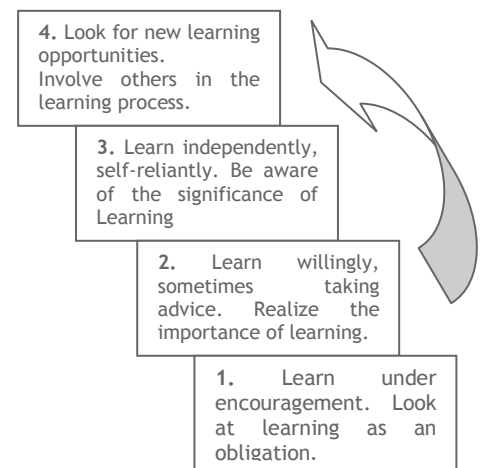 4. Look for new learning
opportunities.
Involve others in the
learning process.
3. Learn independently,
self-reliantly. Be aware
of the significance of
Learning
2. Learn willingly,
sometimes taking
advice. Realize the
importance of learning.
1. Learn under
encouragement. Look
at learning as an
obligation.